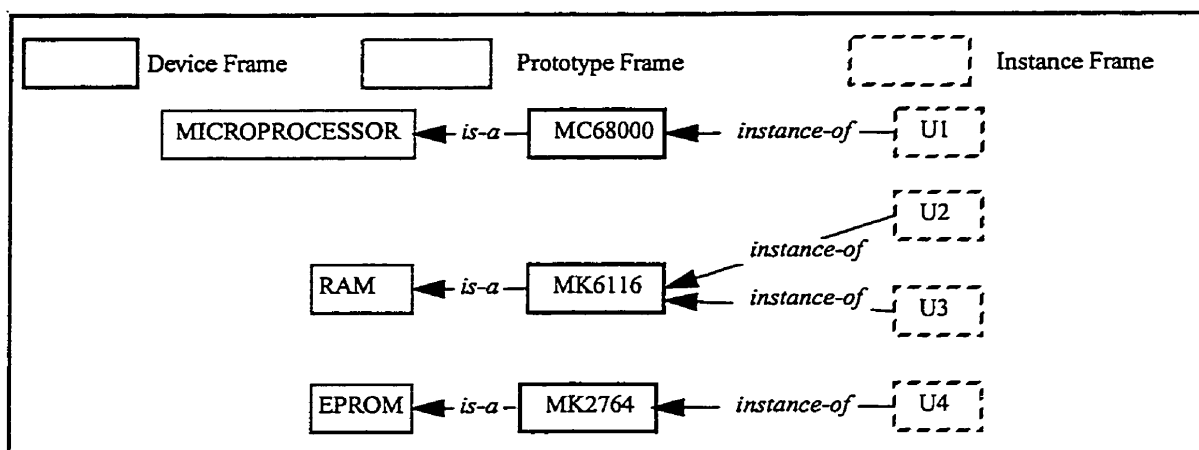 Device Frame Prototype Frame Instance Frame
MICROPROCESSOR is-a MC68000 instance-of U1
U2
instance-of
RAM is-a MK6116
instance-of U3
EPROM is-a MK2764 instance-of U4